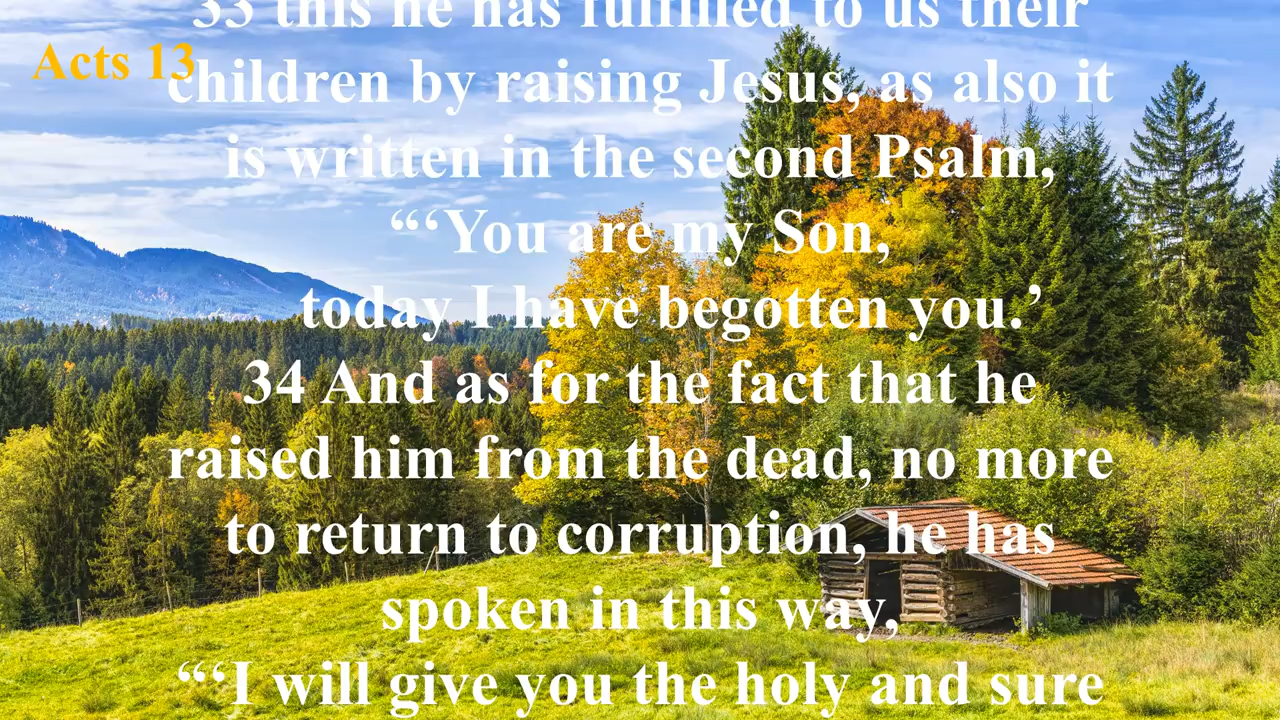 33 this he has fulfilled to us their
Acts 13
children by raising Jesus, as also it
is written in the second Psalm,
“‘You are my Son,
today I have begotten you.’
34 And as for the fact that he
raised him from the dead, no more
to return to corruption, he has
spoken in this way,
“‘I will give you the holy and sure